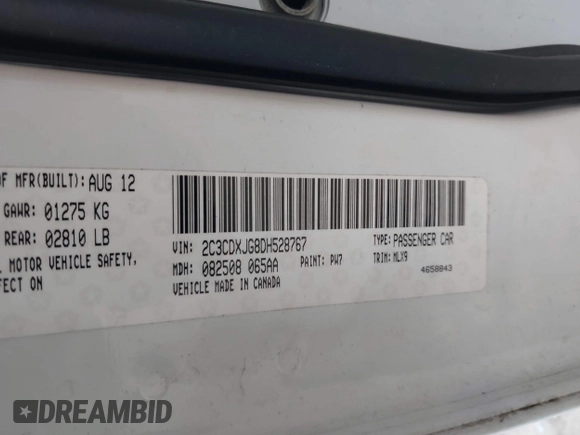 OF MFR(BUILT): AUG 12
GAWR: 01275 KG
REAR: 02810 LB
MOTOR VEHICLE SAFETY.
ON
VIN: 2C3CDXJG8DH528767 TYPE: PASSENGER CAR
MDH: 082508 065AA PAINT: PW7 TRIM: MLX9
VEHICLE MADE IN CANADA 4658843
DREAMBID